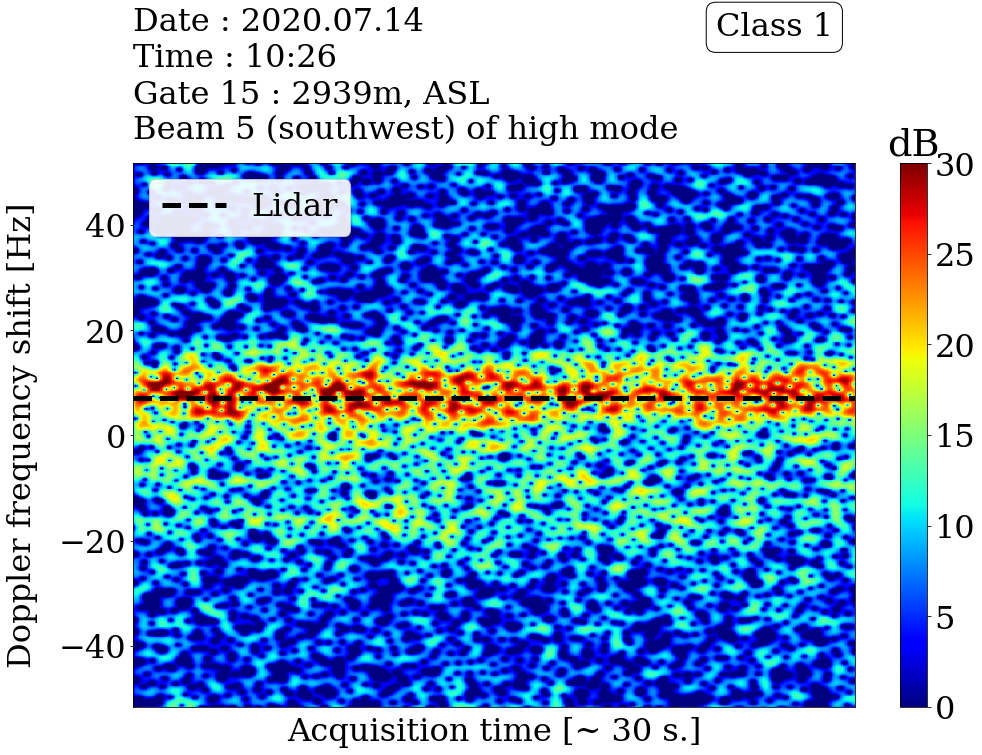 Date : 2020.07.14
Class 1
Time : 10:26
Gate 15 : 2939m, ASL
Beam 5 (southwest) of high mode
dB
30
25
20
15
10
5
0
Lidar
Doppler frequency shift [Hz]
40
20
0
−20
−40
Acquisition time [~ 30 s.]